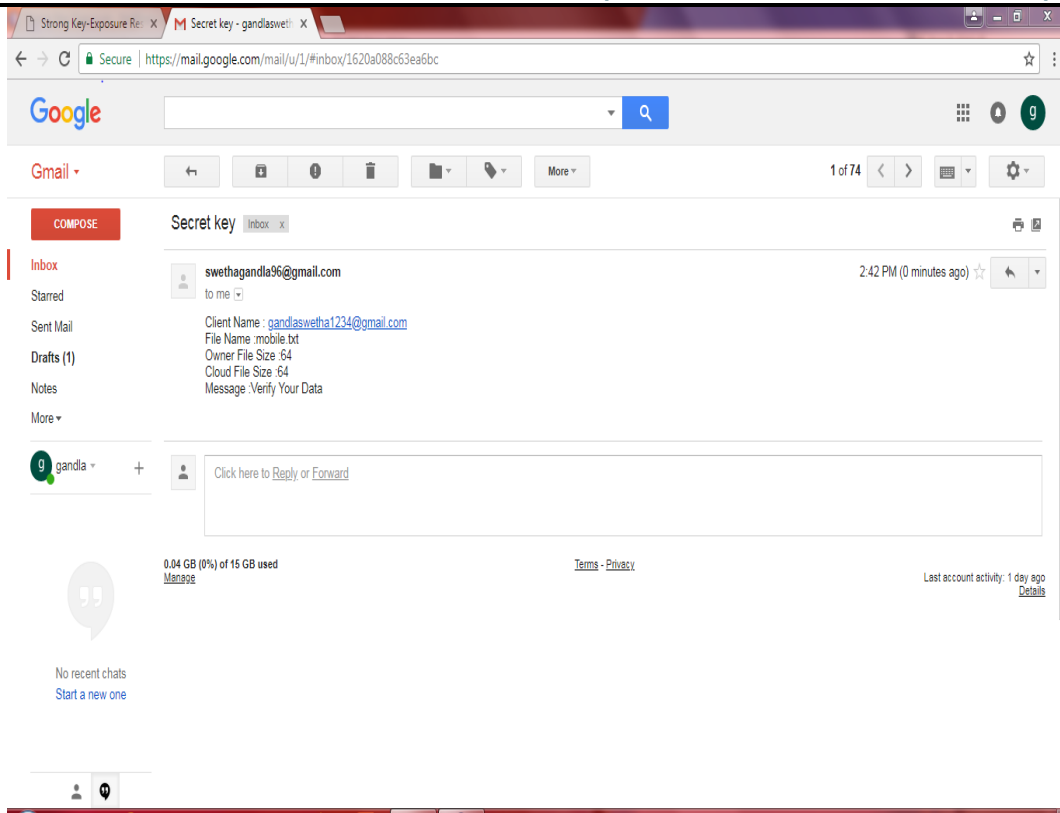 Strong Key-Exposure Res
Secret key - gandlasweth
Secure | https://mail.google.com/mail/u/1/#inbox/1620a088c63ea6bc
Google
g
Gmail
More
1 of 74
COMPOSE
Secret key Inbox x
Inbox
Starred
Sent Mail
Drafts (1)
Notes
More
swethagandla96@gmail.com
2:42 PM (0 minutes ago)
to me
Client Name : gandlaswetha1234@gmail.com
File Name :mobile.txt
Owner File Size :64
Cloud File Size :64
Message :Verify Your Data
g gandla +
Click here to Reply or Forward
0.04 GB (0%) of 15 GB used
Manage
Terms - Privacy
Last account activity: 1 day ago
Details
No recent chats
Start a new one